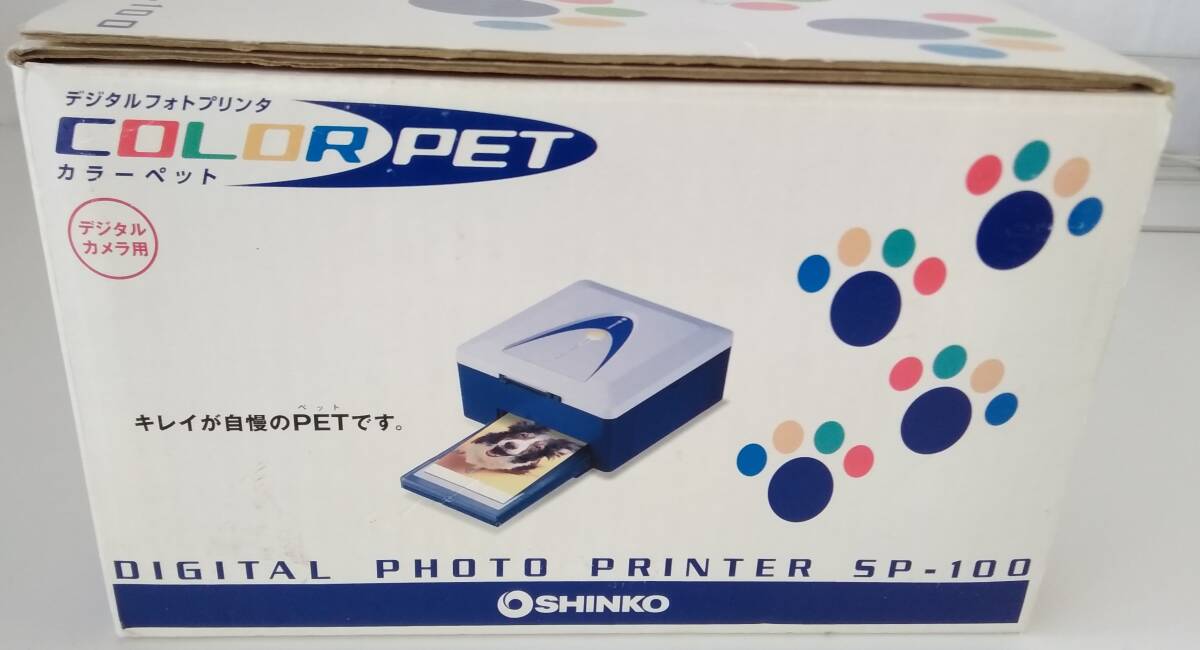 -100
デジタルフォトプリンタ
COLOR PET
カラーペット
デジタル
カメラ用
ペット
キレイが自慢のPETです。
DIGITAL PHOTO PRINTER SP-100
SHINKO